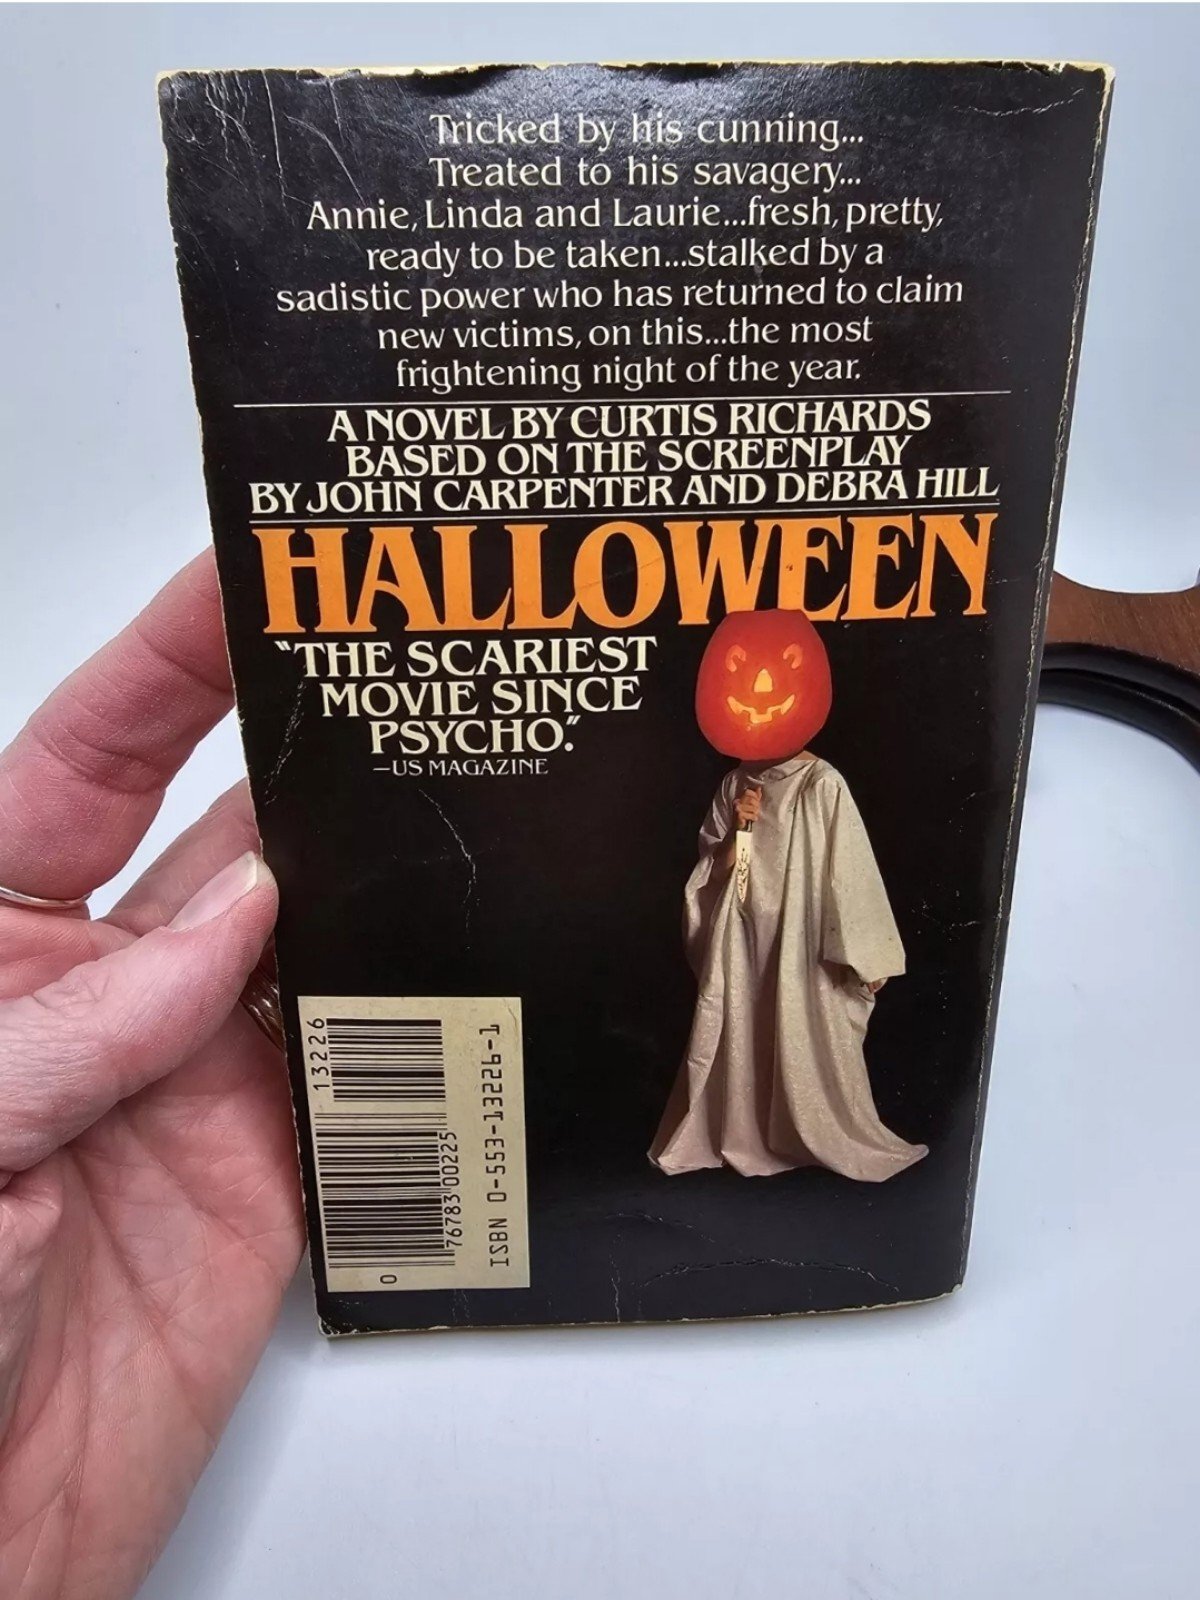 Tricked by his cunning...
Treated to his savagery...
Annie, Linda and Laurie...fresh, pretty,
ready to be taken...stalked by a
sadistic power who has returned to claim
new victims, on this...the most
frightening night of the year.
A NOVEL BY CURTIS RICHARDS
BASED ON THE SCREENPLAY
BY JOHN CARPENTER AND DEBRA HILL
HALLOWEEN
"THE SCARIEST
MOVIE SINCE
PSYCHO."
—US MAGAZINE
13226
0 76783 00225
ISBN 0-553-13226-1